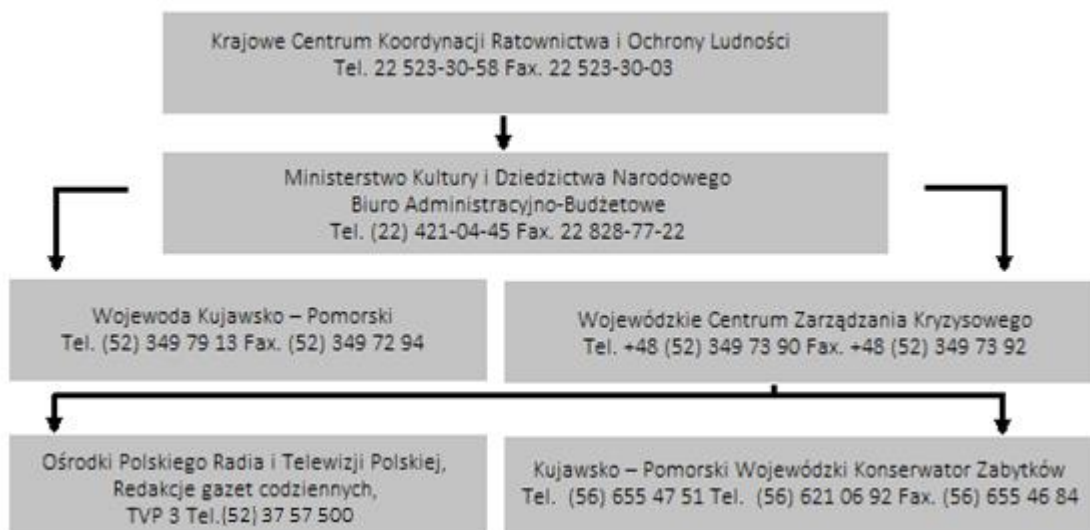 Krajowe Centrum Koordynacji Ratownictwa i Ochrony Ludności
Tel. 22 523-30-58 Fax. 22 523-30-03
Ministerstwo Kultury i Dziedzictwa Narodowego
Biuro Administracyjno-Budżetowe
Tel. (22) 421-04-45 Fax. 22 828-77-22
Wojewoda Kujawsko – Pomorski
Tel. (52) 349 79 13 Fax. (52) 349 72 94
Wojewódzkie Centrum Zarządzania Kryzysowego
Tel. +48 (52) 349 73 90 Fax. +48 (52) 349 73 92
Ośrodki Polskiego Radia i Telewizji Polskiej,
Redakcje gazet codziennych,
TVP 3 Tel.(52) 37 57 500
Kujawsko – Pomorski Wojewódzki Konserwator Zabytków
Tel. (56) 655 47 51 Tel. (56) 621 06 92 Fax. (56) 655 46 84